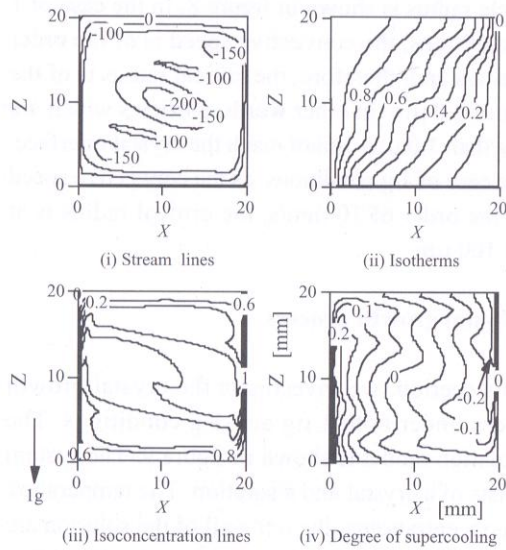 20 0 -100 -150
-100
Z 10 -100 -150 -200 -150 -100 -150
0
0 10 20
X
(i) Stream lines
20 0
Z 10 0.8 0.6 0.4 0.2
0
0 10 20
X
(ii) Isotherms
20 0.2 0.6
Z 10 1
0
0.6 0.8
1g
(iii) Isoconcentration lines
[mm]
20 0.1 0.2
Z 10 0 0 -0.2
-0.1
0
0 10 20
X [mm]
(iv) Degree of supercooling